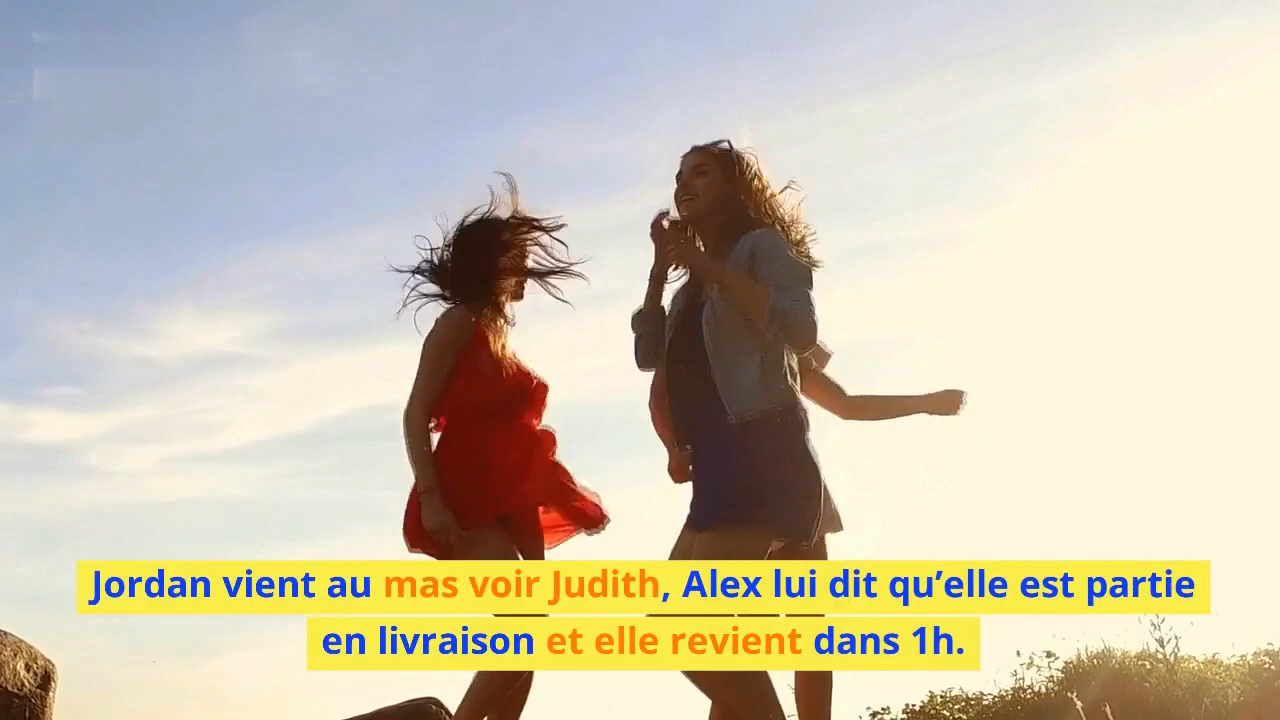 Jordan vient au mas voir Judith, Alex lui dit qu’elle est partie
en livraison et elle revient dans 1h.